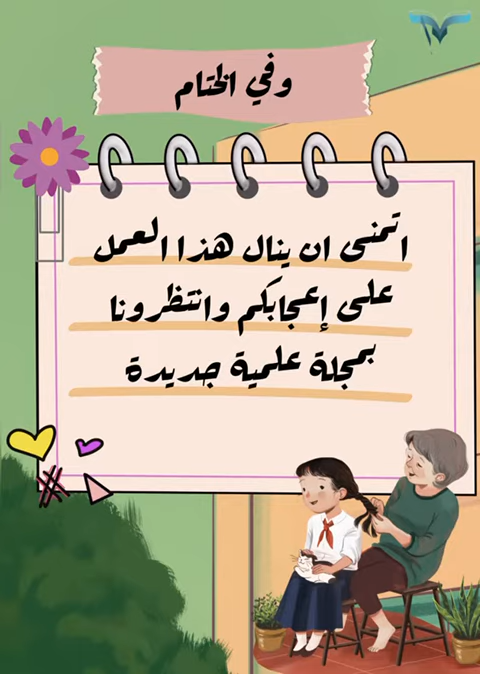 وفي الختام
اتمنى ان ينال هذا العمل
على إعجابكم وانتظرونا
بمجلة علمية جديدة